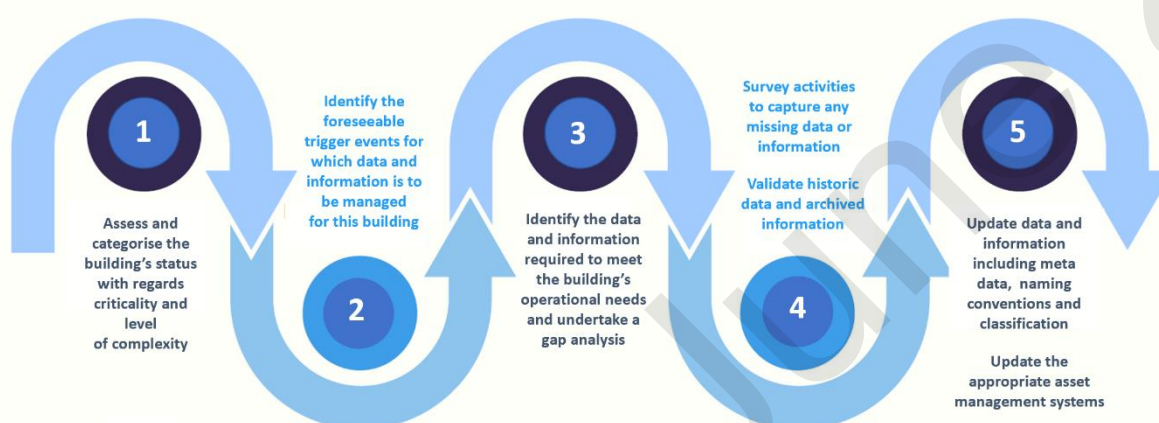 1
Assess and
categorise the
building's status
with regards
criticality and
level
of complexity
Identify the
foreseeable
trigger events for
which data and
information is to
be managed
for this building
2
3
Identify the data
and information
required to meet
the building's
operational needs
and undertake a
gap analysis
Survey activities
to capture any
missing data or
information
Validate historic
data and archived
information
4
5
Update data and
information
including meta
data, naming
conventions and
classification
Update the
appropriate asset
management systems